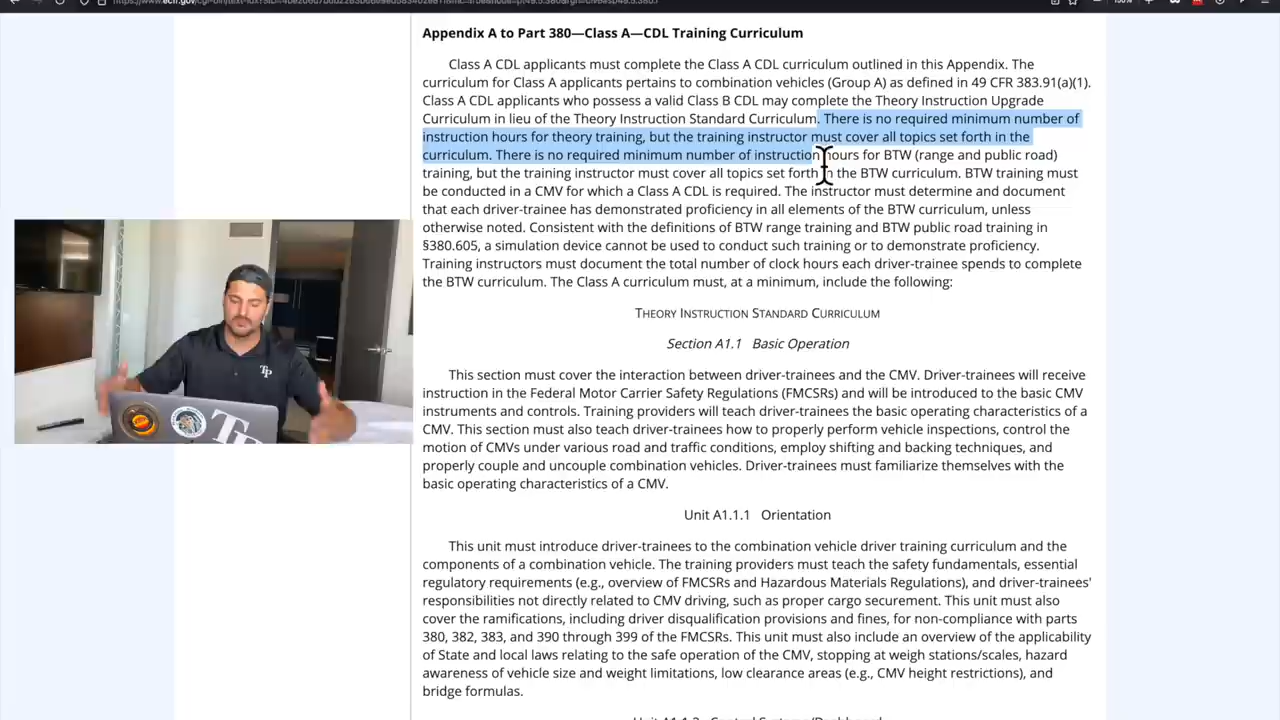 Appendix A to Part 380—Class A—CDL Training Curriculum
Class A CDL applicants must complete the Class A CDL curriculum outlined in this Appendix. The
curriculum for Class A applicants pertains to combination vehicles (Group A) as defined in 49 CFR 383.91(a)(1).
Class A CDL applicants who possess a valid Class B CDL may complete the Theory Instruction Upgrade
Curriculum in lieu of the Theory Instruction Standard Curriculum. There is no required minimum number of
instruction hours for theory training, but the training instructor must cover all topics set forth in the
curriculum. There is no required minimum number of instruction hours for BTW (range and public road)
training, but the training instructor must cover all topics set forth in the BTW curriculum. BTW training must
be conducted in a CMV for which a Class A CDL is required. The instructor must determine and document
that each driver-trainee has demonstrated proficiency in all elements of the BTW curriculum, unless
otherwise noted. Consistent with the definitions of BTW range training and BTW public road training in
§380.605, a simulation device cannot be used to conduct such training or to demonstrate proficiency.
Training instructors must document the total number of clock hours each driver-trainee spends to complete
the BTW curriculum. The Class A curriculum must, at a minimum, include the following:
THEORY INSTRUCTION STANDARD CURRICULUM
Section A1.1 Basic Operation
This section must cover the interaction between driver-trainees and the CMV. Driver-trainees will receive
instruction in the Federal Motor Carrier Safety Regulations (FMCSRs) and will be introduced to the basic CMV
instruments and controls. Training providers will teach driver-trainees the basic operating characteristics of a
CMV. This section must also teach driver-trainees how to properly perform vehicle inspections, control the
motion of CMVs under various road and traffic conditions, employ shifting and backing techniques, and
properly couple and uncouple combination vehicles. Driver-trainees must familiarize themselves with the
basic operating characteristics of a CMV.
Unit A1.1.1 Orientation
This unit must introduce driver-trainees to the combination vehicle driver training curriculum and the
components of a combination vehicle. The training providers must teach the safety fundamentals, essential
regulatory requirements (e.g., overview of FMCSRs and Hazardous Materials Regulations), and driver-trainees'
responsibilities not directly related to CMV driving, such as proper cargo securement. This unit must also
cover the ramifications, including driver disqualification provisions and fines, for non-compliance with parts
380, 382, 383, and 390 through 399 of the FMCSRs. This unit must also include an overview of the applicability
of State and local laws relating to the safe operation of the CMV, stopping at weigh stations/scales, hazard
awareness of vehicle size and weight limitations, low clearance areas (e.g., CMV height restrictions), and
bridge formulas.
TP
TP